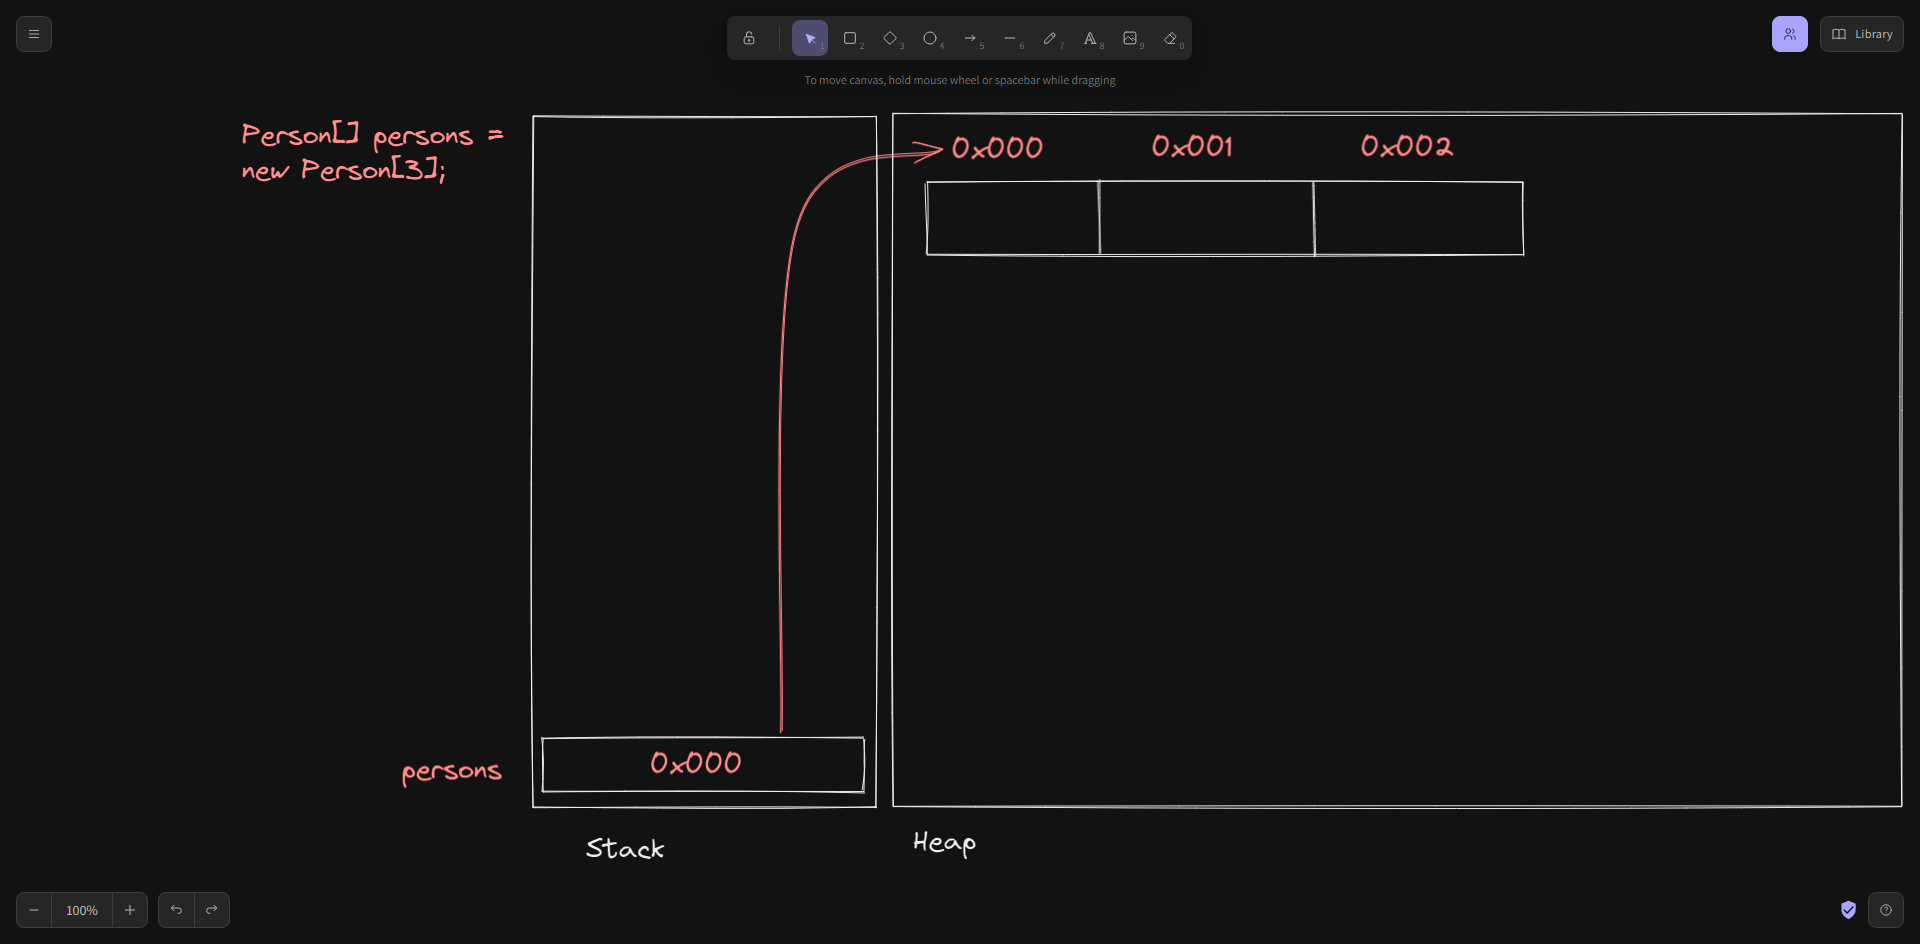 1
2
3
4
5
6
7
8
9
0
Library
To move canvas, hold mouse wheel or spacebar while dragging
Person[] persons =
new Person[3];
0x000
0x001
0x002
persons
0x000
Stack
Heap
100%